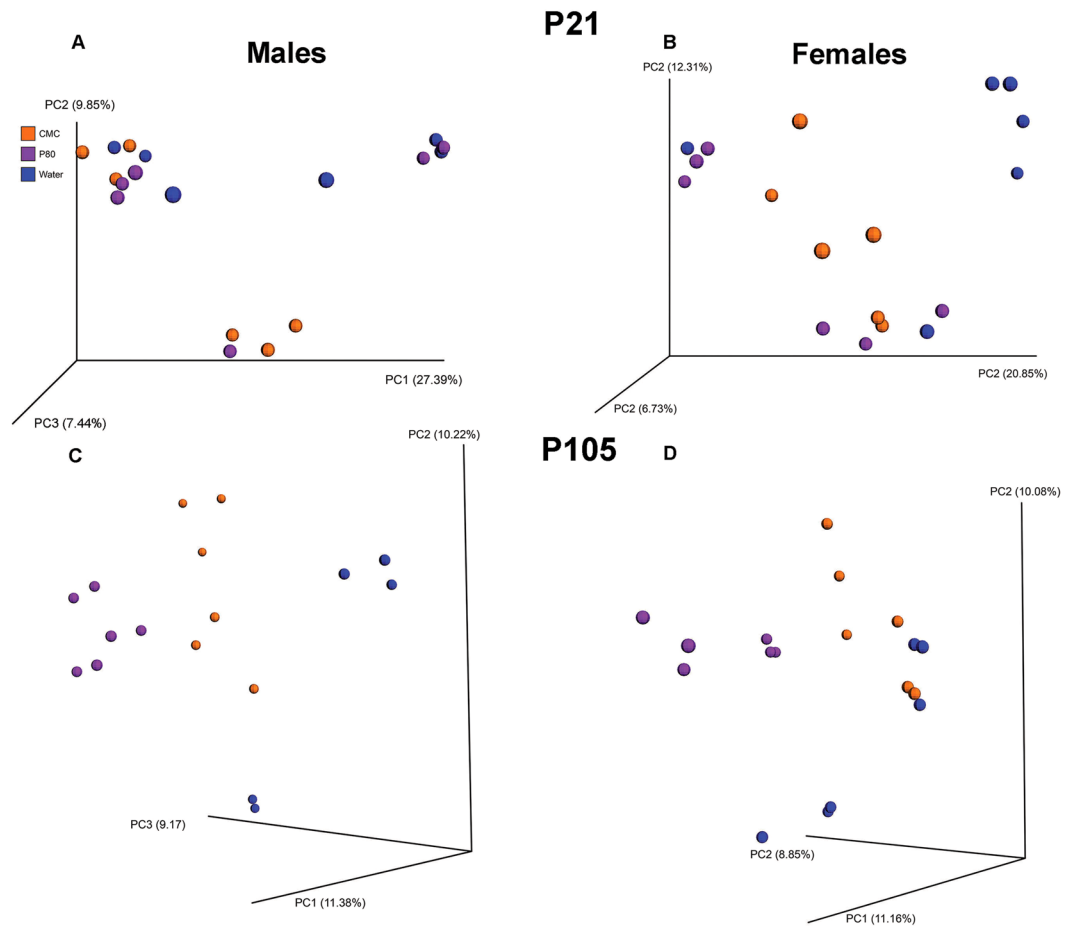 P21
A
Males
B
Females
PC2 (9.85%)
PC2 (12.31%)
CMC
P80
Water
PC1 (27.39%)
PC3 (7.44%)
PC2 (20.85%)
PC2 (6.73%)
P105
C
PC2 (10.22%)
D
PC2 (10.08%)
PC3 (9.17)
PC1 (11.38%)
PC2 (8.85%)
PC1 (11.16%)